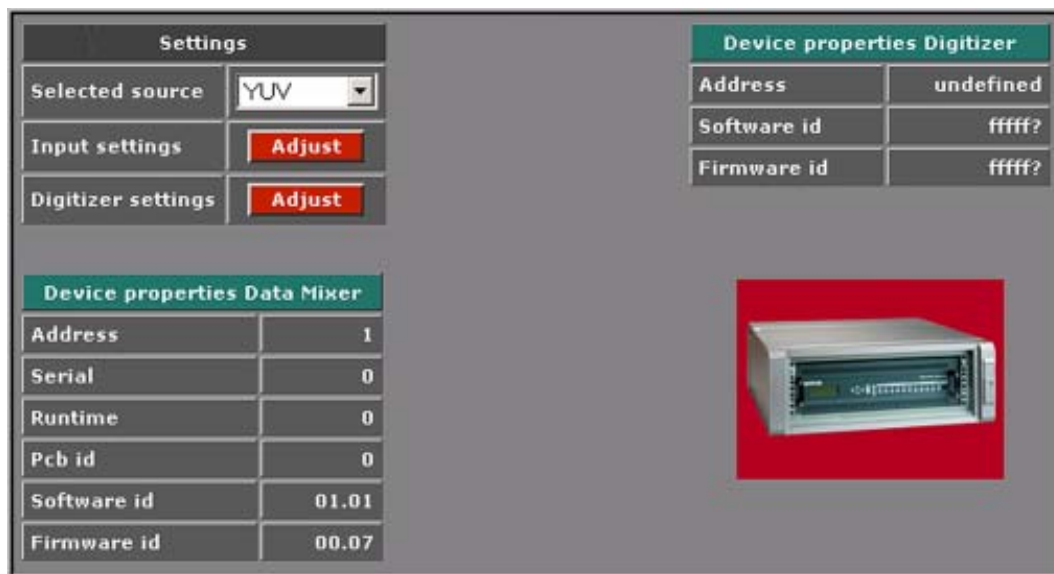 Settings
Selected source YUV
Input settings Adjust
Digitizer settings Adjust
Device properties Digitizer
Address undefined
Software id fffff?
Firmware id fffff?
Device properties Data Mixer
Address 1
Serial 0
Runtime 0
Pcb id 0
Software id 01.01
Firmware id 00.07